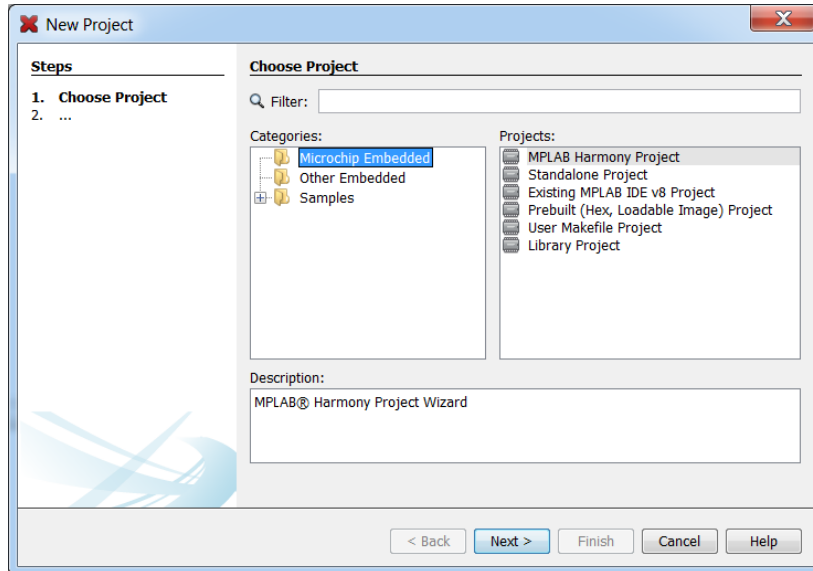 New Project
Steps
1. Choose Project
2. ...
Choose Project
Filter:
Categories:
Microchip Embedded
Other Embedded
Samples
Projects:
MPLAB Harmony Project
Standalone Project
Existing MPLAB IDE v8 Project
Prebuilt (Hex, Loadable Image) Project
User Makefile Project
Library Project
Description:
MPLAB® Harmony Project Wizard
< Back Next > Finish Cancel Help